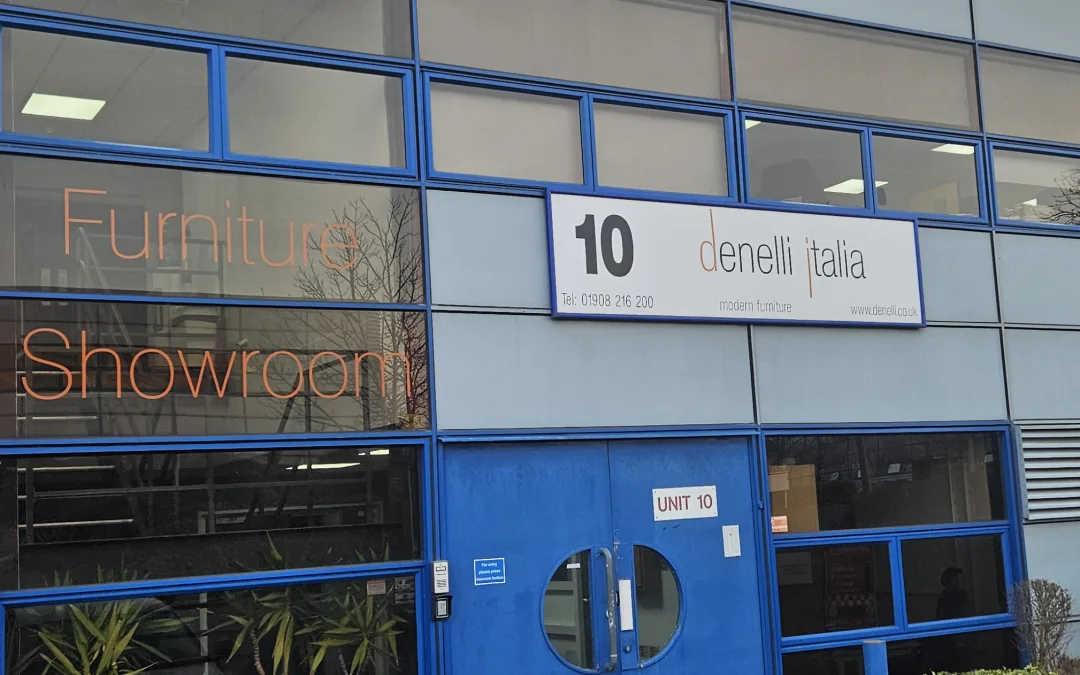 Furniture
Showroom
10
denelli italia
Tel: 01908 216 200
modern furniture
www.denelli.co.uk
UNIT 10